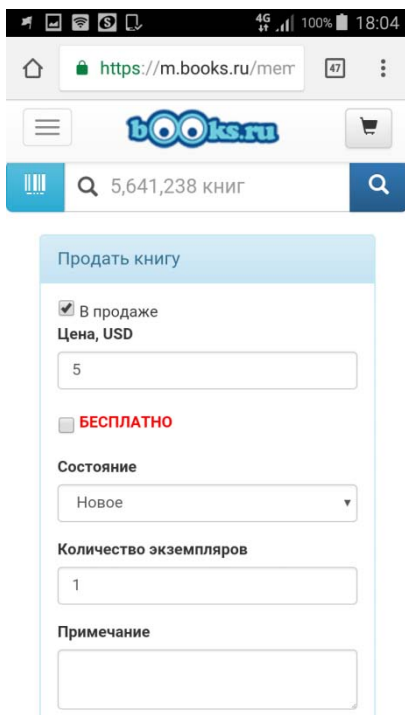 4G 100% 18:04
https://m.books.ru/mem 47
books.ru
5,641,238 книг
Продать книгу
В продаже
Цена, USD
5
БЕСПЛАТНО
Состояние
Новое
Количество экземпляров
1
Примечание